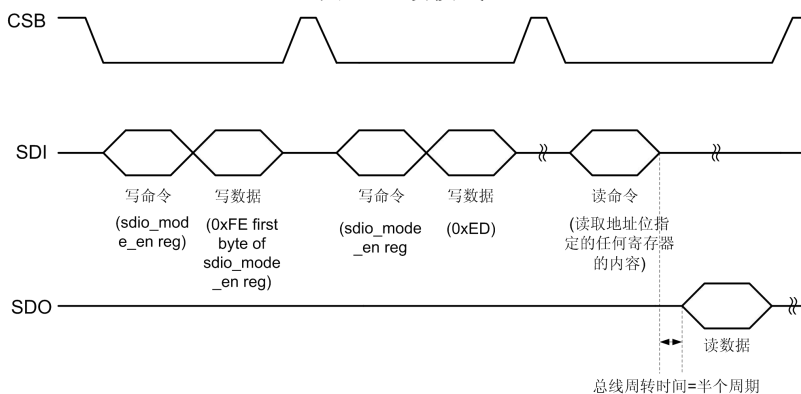 CSB
SDI
写命令
写数据
写命令
写数据
读命令
(sdio_mod
e_en reg)
(0xFE first
byte of
sdio_mode
_en reg)
(sdio_mode
_en reg
(0xED)
(读取地址位指
定的任何寄存器
的内容)
SDO
读数据
总线周转时间=半个周期